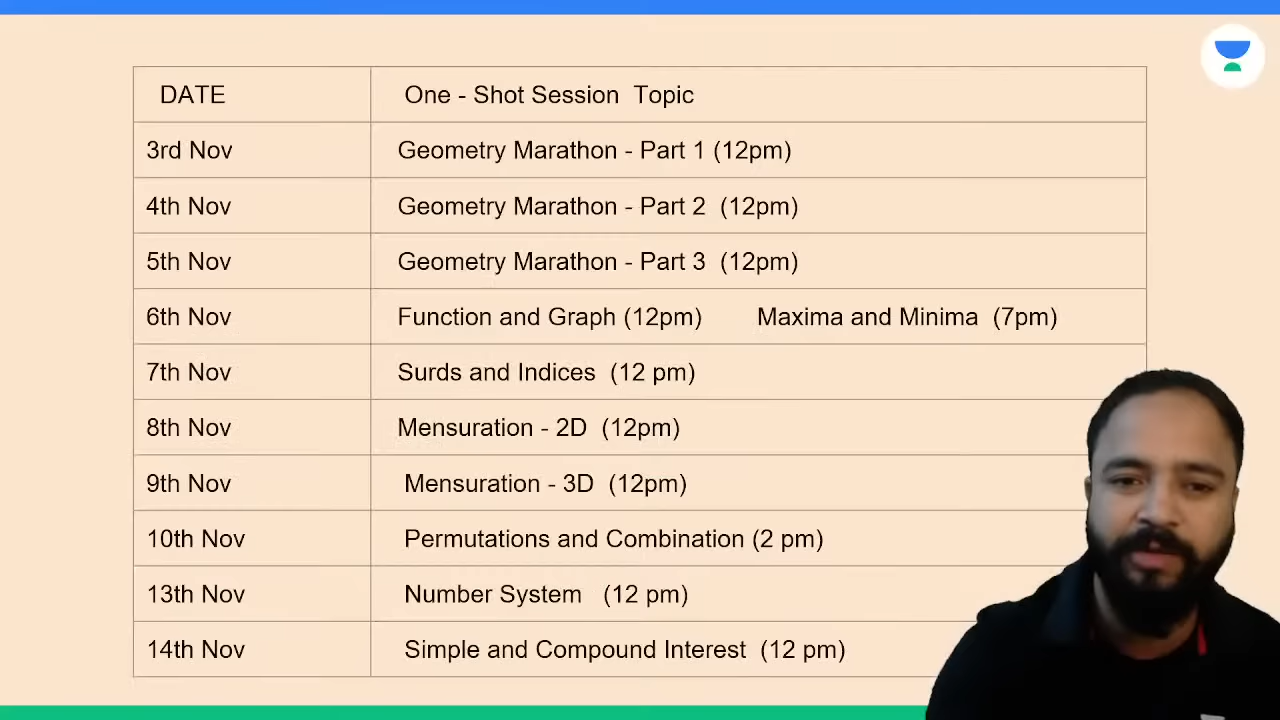 DATE One - Shot Session Topic
3rd Nov Geometry Marathon - Part 1 (12pm)
4th Nov Geometry Marathon - Part 2 (12pm)
5th Nov Geometry Marathon - Part 3 (12pm)
6th Nov Function and Graph (12pm) Maxima and Minima (7pm)
7th Nov Surds and Indices (12 pm)
8th Nov Mensuration - 2D (12pm)
9th Nov Mensuration - 3D (12pm)
10th Nov Permutations and Combination (2 pm)
13th Nov Number System (12 pm)
14th Nov Simple and Compound Interest (12 pm)